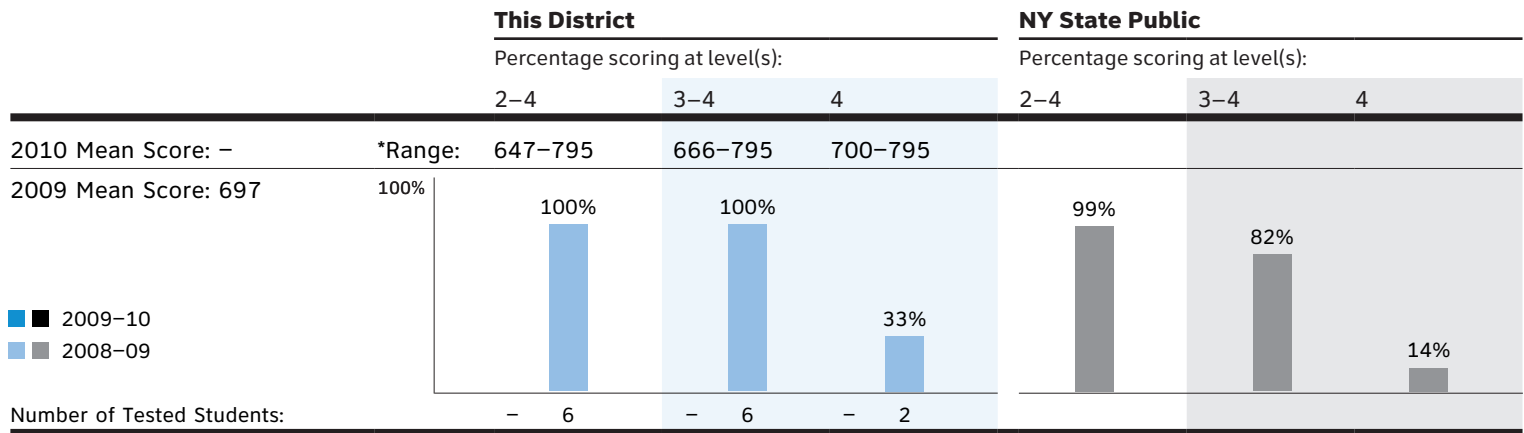 This District NY State Public
Percentage scoring at level(s): Percentage scoring at level(s):
2–4 3–4 4 2–4 3–4 4
2010 Mean Score: – *Range: 647–795 666–795 700–795
2009 Mean Score: 697 100%
100% 100% 99%
82%
33%
14%
2009–10
2008–09
Number of Tested Students: – 6 – 6 – 2